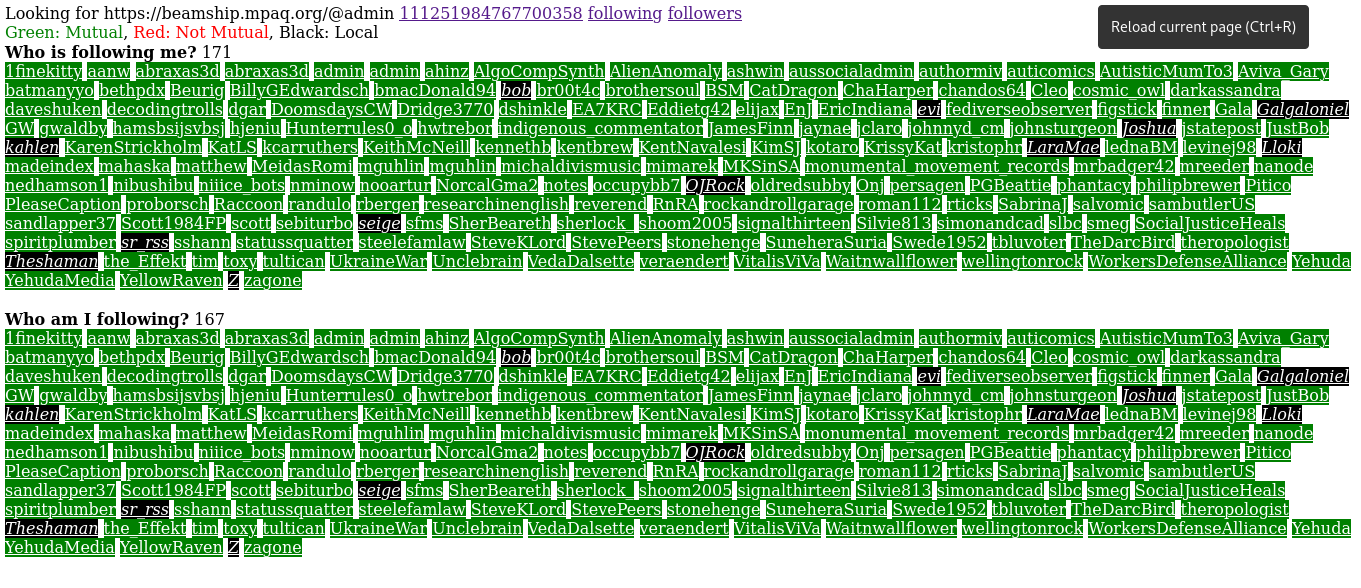 Looking for https://beamship.mpaq.org/@admin 111251984767700358 following followers
Reload current page (Ctrl+R)
Green: Mutual, Red: Not Mutual, Black: Local
Who is following me? 171
1finekitty aanw abraxas3d abraxas3d admin admin ahinz AlgoCompSynth AlienAnomaly ashwin aussocialadmin authormiv auticomics AutisticMumTo3 Aviva_Gary
batmanyyo bethpdx Beurig BillyGEdwardsch bmacDonald94 bob br00t4c brothersoul BSM CatDragon ChaHarper chandos64 Cleo cosmic_owl darkassandra
daveshuken decodingtrolls dgar DoomsdaysCW Dridge3770 dshinkle EA7KRC Eddietg42 elijax EnJ EricIndiana evi fediverseobserver figstick finner Gala Galgaloniel
GW gwaldby hamsbsijsvbsj hjeniu Hunterrules0_o hwtrebor indigenous_commentator JamesFinn jaynae jclaro johnnyd_cm johnsturgeon Joshua jstatepost JustBob
kahlen KarenStrickholm KatLS kcarruthers KeithMcNeill kennethb kentbrew KentNavalesi KimSJ kotaro KrissyKat kristophr LaraMae lednaBM levinej98 Lloki
madeindex mahaska matthew MeidasRomi mguhlin mguhlin michaldivismusic mimarek MKSinSA monumental_movement_records mrbadger42 mreeder nanode
nedhamson1 nibushibu niiice_bots nminow nooartur NorcalGma2 notes occupybb7 OJRock oldredsubby Onj persagen PGBeattie phantacy philipbrewer Pitico
PleaseCaption proborsch Raccoon randulo rberger researchinenglish reverend RnRA rockandrollgarage roman112 rticks SabrinaJ salvomic sambutlerUS
sandlapper37 Scott1984FP scott sebiturbo seige sfms SherBeareth sherlock_ shoom2005 signalthirteen Silvie813 simonandcad slbc smeg SocialJusticeHeals
spiritplumber sr_rss sshann statussquatter steelefamlaw SteveKLord StevePeers stonehenge SuneheraSuria Swede1952 tbluvoter TheDarcBird theropologist
Theshaman the_Effekt tim toxy tultican UkraineWar Unclebrain VedaDalsette veraendert VitalisViVa Waitnwallflower wellingtonrock WorkersDefenseAlliance Yehuda
YehudaMedia YellowRaven Z zagone
Who am I following? 167
1finekitty aanw abraxas3d abraxas3d admin admin ahinz AlgoCompSynth AlienAnomaly ashwin aussocialadmin authormiv auticomics AutisticMumTo3 Aviva_Gary
batmanyyo bethpdx Beurig BillyGEdwardsch bmacDonald94 bob br00t4c brothersoul BSM CatDragon ChaHarper chandos64 Cleo cosmic_owl darkassandra
daveshuken decodingtrolls dgar DoomsdaysCW Dridge3770 dshinkle EA7KRC Eddietg42 elijax EnJ EricIndiana evi fediverseobserver figstick finner Gala Galgaloniel
GW gwaldby hamsbsijsvbsj hjeniu Hunterrules0_o hwtrebor indigenous_commentator JamesFinn jaynae jclaro johnnyd_cm johnsturgeon Joshua jstatepost JustBob
kahlen KarenStrickholm KatLS kcarruthers KeithMcNeill kennethb kentbrew KentNavalesi KimSJ kotaro KrissyKat kristophr LaraMae lednaBM levinej98 Lloki
madeindex mahaska matthew MeidasRomi mguhlin mguhlin michaldivismusic mimarek MKSinSA monumental_movement_records mrbadger42 mreeder nanode
nedhamson1 nibushibu niiice_bots nminow nooartur NorcalGma2 notes occupybb7 OJRock oldredsubby Onj persagen PGBeattie phantacy philipbrewer Pitico
PleaseCaption proborsch Raccoon randulo rberger researchinenglish reverend RnRA rockandrollgarage roman112 rticks SabrinaJ salvomic sambutlerUS
sandlapper37 Scott1984FP scott sebiturbo seige sfms SherBeareth sherlock_ shoom2005 signalthirteen Silvie813 simonandcad slbc smeg SocialJusticeHeals
spiritplumber sr_rss sshann statussquatter steelefamlaw SteveKLord StevePeers stonehenge SuneheraSuria Swede1952 tbluvoter TheDarcBird theropologist
Theshaman the_Effekt tim toxy tultican UkraineWar Unclebrain VedaDalsette veraendert VitalisViVa Waitnwallflower wellingtonrock WorkersDefenseAlliance Yehuda
YehudaMedia YellowRaven Z zagone